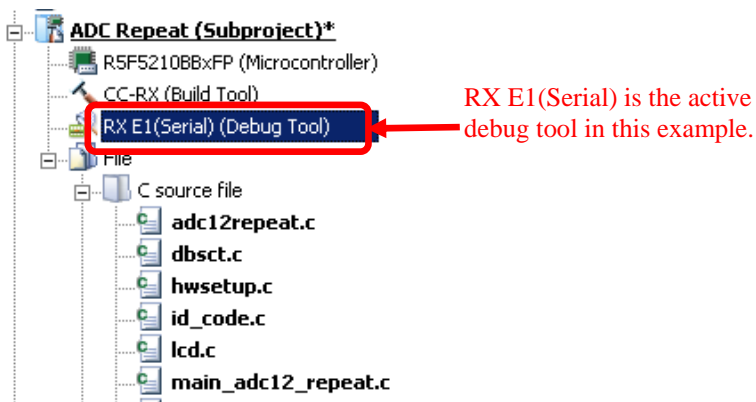 ADC Repeat (Subproject)*
R5F5210BBxFP (Microcontroller)
CC-RX (Build Tool)
RX E1(Serial) (Debug Tool)
RX E1(Serial) is the active
debug tool in this example.
File
C source file
adc12repeat.c
dbsct.c
hwsetup.c
id_code.c
lcd.c
main_adc12_repeat.c